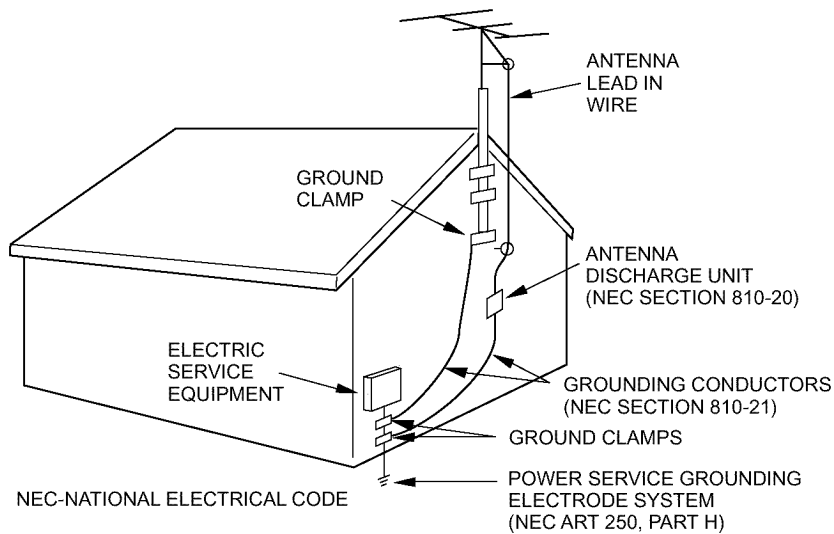 ANTENNA
LEAD IN
WIRE
GROUND
CLAMP
ANTENNA
DISCHARGE UNIT
(NEC SECTION 810-20)
ELECTRIC
SERVICE
EQUIPMENT
GROUNDING CONDUCTORS
(NEC SECTION 810-21)
GROUND CLAMPS
POWER SERVICE GROUNDING
ELECTRODE SYSTEM
(NEC ART 250, PART H)
NEC-NATIONAL ELECTRICAL CODE